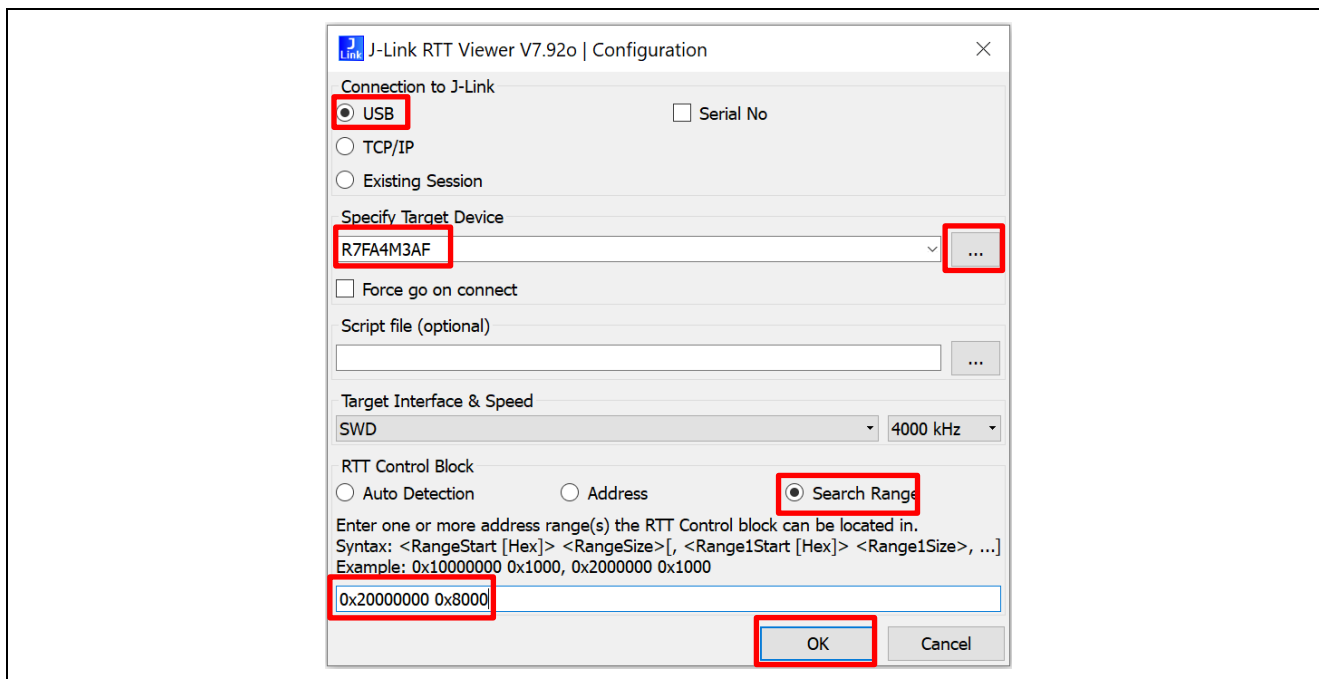 J-Link RTT Viewer V7.92o | Configuration
Connection to J-Link
USB
Serial No
TCP/IP
Existing Session
Specify Target Device
R7FA4M3AF
...
Force go on connect
Script file (optional)
...
Target Interface & Speed
SWD
4000 kHz
RTT Control Block
Auto Detection
Address
Search Range
Enter one or more address range(s) the RTT Control block can be located in.
Syntax: <RangeStart [Hex]> <RangeSize>[, <Range1Start [Hex]> <Range1Size>, ...]
Example: 0x10000000 0x1000, 0x2000000 0x1000
0x20000000 0x8000
OK
Cancel